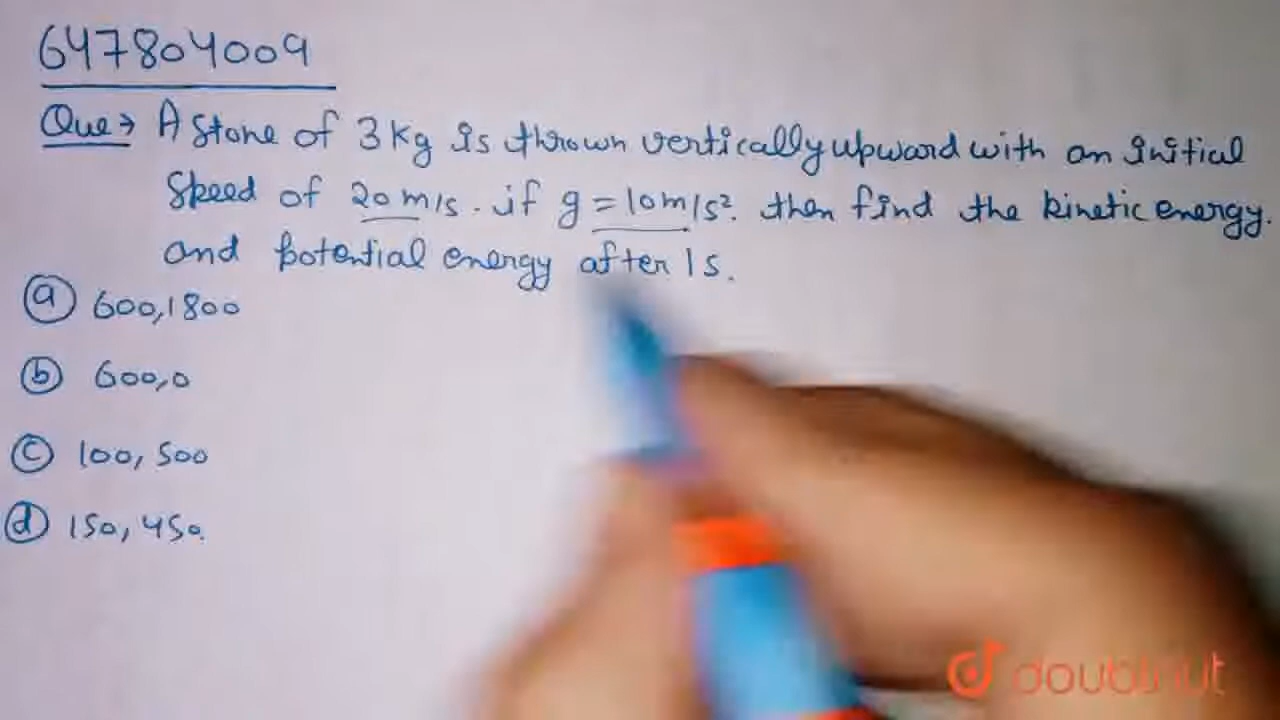 647804009
Que→ A Stone of 3 kg is thrown vertically upward with an initial
Speed of 20 m/s. if g = 10 m/s². then find the kinetic energy.
and potential energy after 1 s.
(a) 600, 1800
(b) 600, 0
(c) 100, 500
(d) 150, 450.
doubtnut